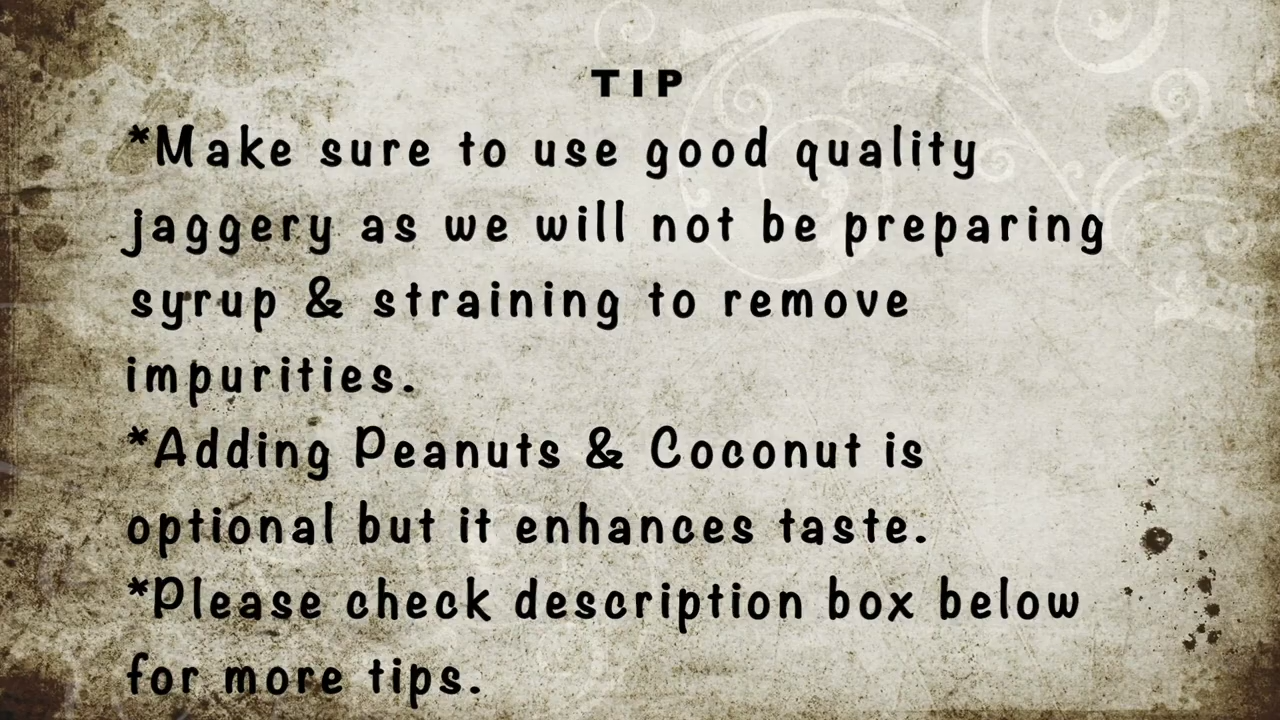 TIP
*Make sure to use good quality
jaggery as we will not be preparing
syrup & straining to remove
impurities.
*Adding Peanuts & Coconut is
optional but it enhances taste.
*Please check description box below
for more tips.